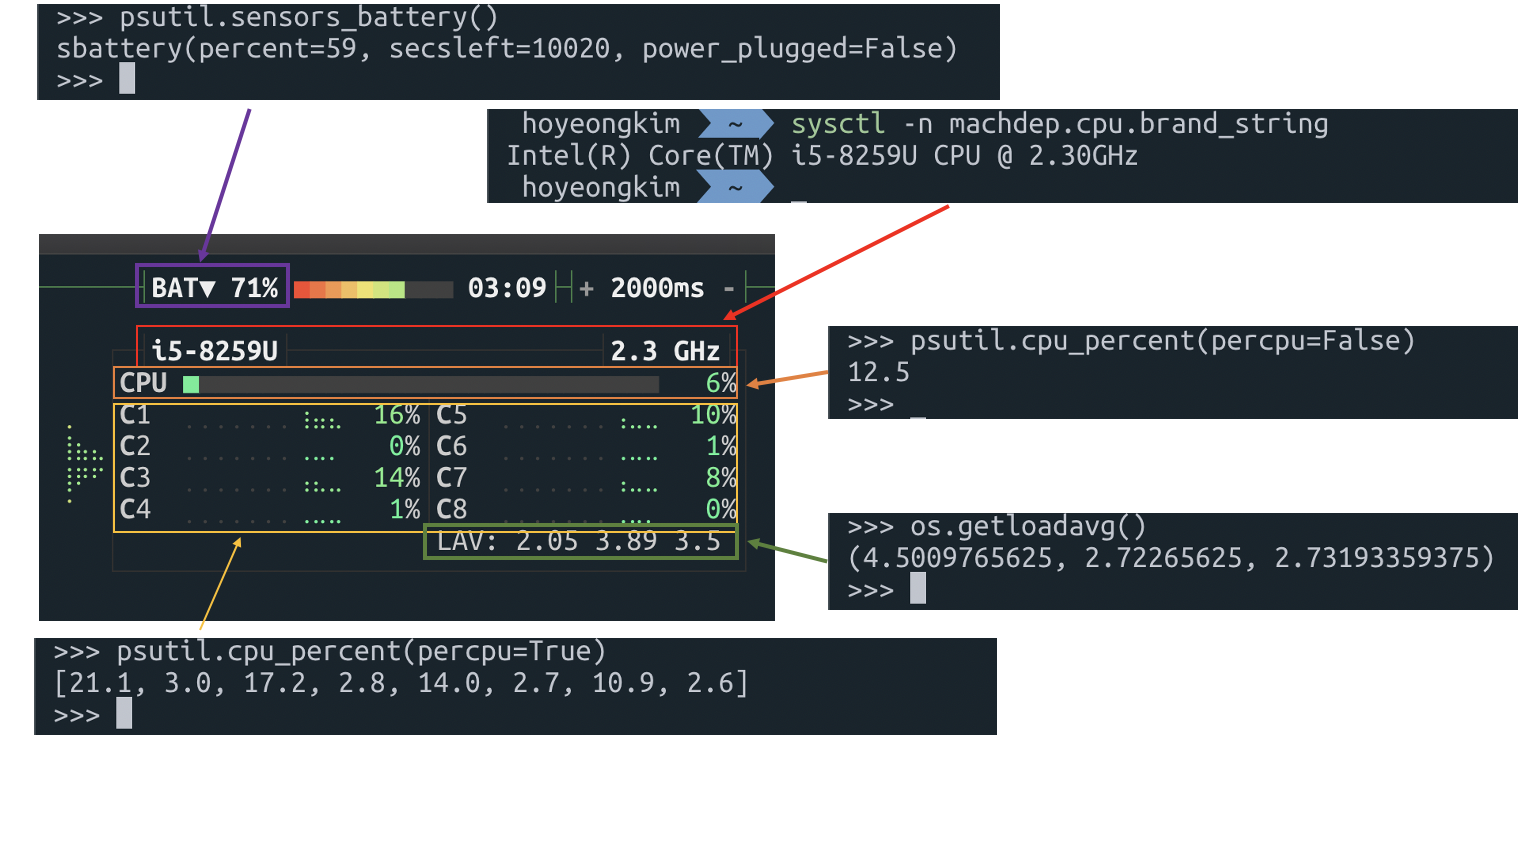 >>> psutil.sensors_battery()
sbattery(percent=59, secsleft=10020, power_plugged=False)
>>>
hoyeongkim ~ sysctl -n machdep.cpu.brand_string
Intel(R) Core(TM) i5-8259U CPU @ 2.30GHz
hoyeongkim ~ _
BAT▼ 71% 03:09 + 2000ms -
i5-8259U 2.3 GHz
CPU 6%
C1 16% C5 10%
C2 0% C6 1%
C3 14% C7 8%
C4 1% C8 0%
LAV: 2.05 3.89 3.5
>>> psutil.cpu_percent(percpu=False)
12.5
>>> _
>>> os.getloadavg()
(4.5009765625, 2.72265625, 2.73193359375)
>>>
>>> psutil.cpu_percent(percpu=True)
[21.1, 3.0, 17.2, 2.8, 14.0, 2.7, 10.9, 2.6]
>>>